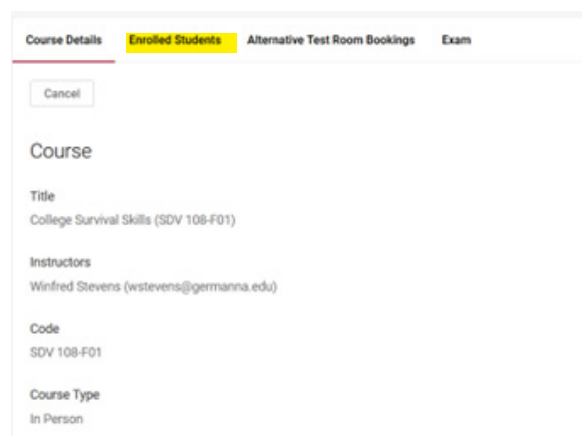 Course Details Enrolled Students Alternative Test Room Bookings Exam
Cancel
Course
Title
College Survival Skills (SDV 108-F01)
Instructors
Winfred Stevens (wstevens@germanna.edu)
Code
SDV 108-F01
Course Type
In Person